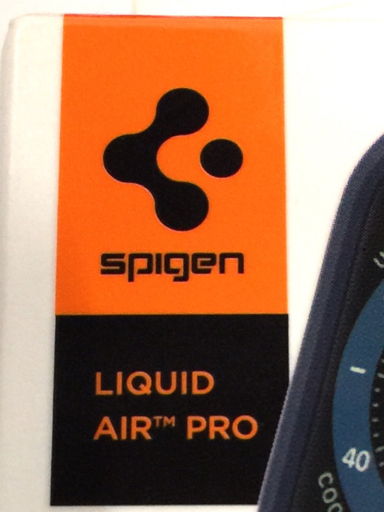 spigen
LIQUID
AIR™ PRO
40